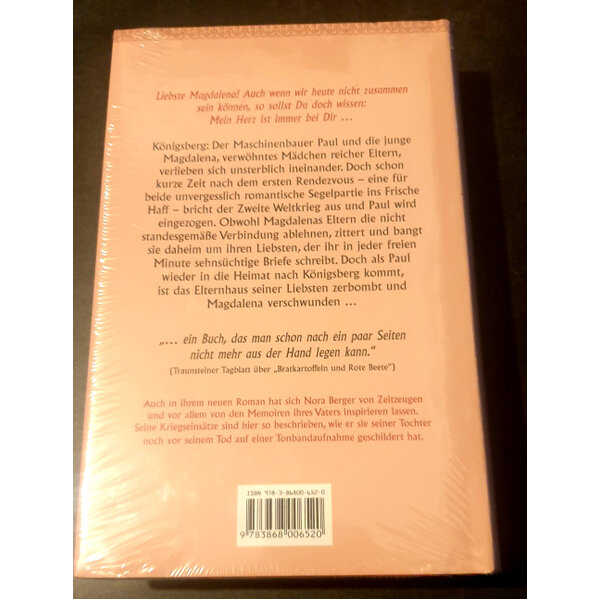 Liebste Magdalena! Auch wenn wir heute nicht zusammen
sein können, so sollst Du doch wissen:
Mein Herz ist immer bei Dir ...
Königsberg: Der Maschinenbauer Paul und die junge
Magdalena, verwöhntes Mädchen reicher Eltern,
verlieben sich unsterblich ineinander. Doch schon
kurze Zeit nach dem ersten Rendezvous – eine für
beide unvergesslich romantische Segelpartie ins Frische
Haff – bricht der Zweite Weltkrieg aus und Paul wird
eingezogen. Obwohl Magdalenas Eltern die nicht
standesgemäße Verbindung ablehnen, zittert und bangt
sie daheim um ihren Liebsten, der ihr in jeder freien
Minute sehnsüchtige Briefe schreibt. Doch als Paul
wieder in die Heimat nach Königsberg kommt,
ist das Elternhaus seiner Liebsten zerbombt und
Magdalena verschwunden ...
„... ein Buch, das man schon nach ein paar Seiten
nicht mehr aus der Hand legen kann.“
(Traunsteiner Tagblatt über „Bratkartoffeln und Rote Beete“)
Auch in ihrem neuen Roman hat sich Nora Berger von Zeitzeugen
und vor allem von den Memoiren ihres Vaters inspirieren lassen.
Seine Kriegseinsätze sind hier so beschrieben, wie er sie seiner Tochter
noch vor seinem Tod auf einer Tonbandaufnahme geschildert hat.
ISBN 978-3-86800-652-0
9 783868 006520